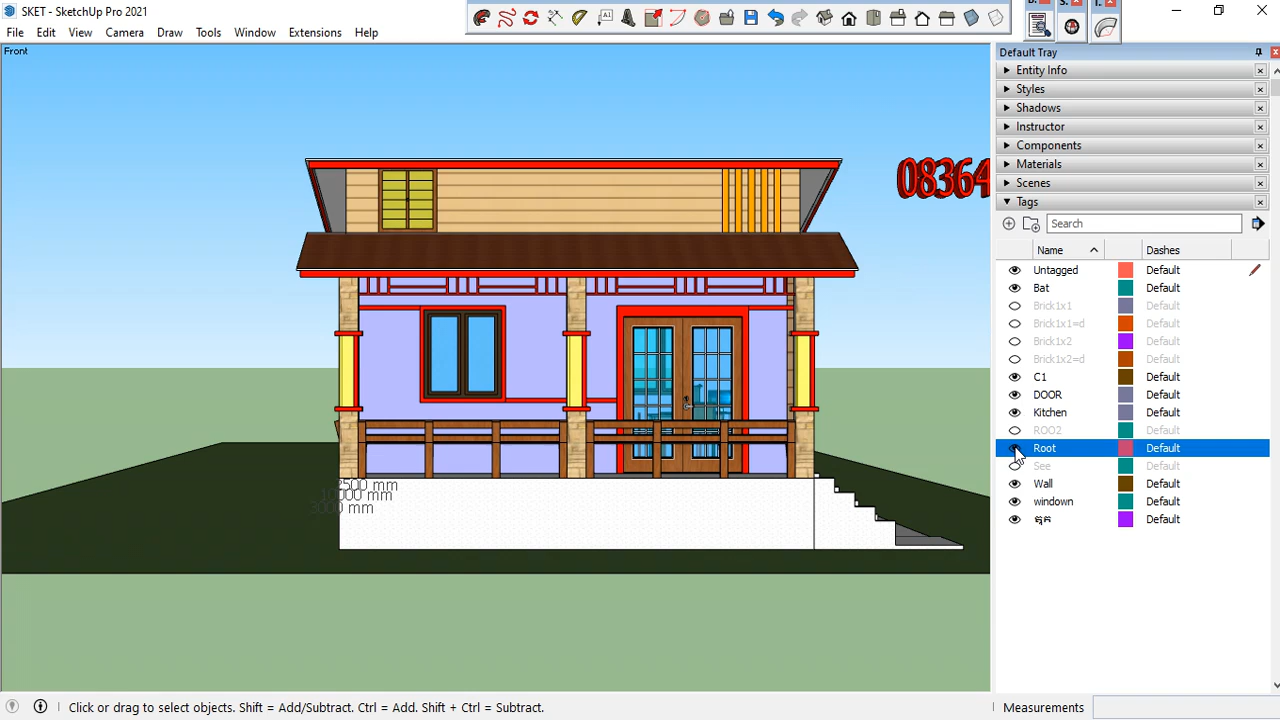 SKET - SketchUp Pro 2021
File Edit View Camera Draw Tools Window Extensions Help
Front
Default Tray
Entity Info
Styles
Shadows
Instructor
Components
Materials
Scenes
Tags
Search
Name Dashes
Untagged Default
Bat Default
Brick1x1 Default
Brick1x1=d Default
Brick1x2 Default
Brick1x2=d Default
C1 Default
DOOR Default
Kitchen Default
ROO2 Default
Root Default
See Default
Wall Default
windown Default
Default
08364
2500 mm
10000 mm
3000 mm
Click or drag to select objects. Shift = Add/Subtract. Ctrl = Add. Shift + Ctrl = Subtract.
Measurements